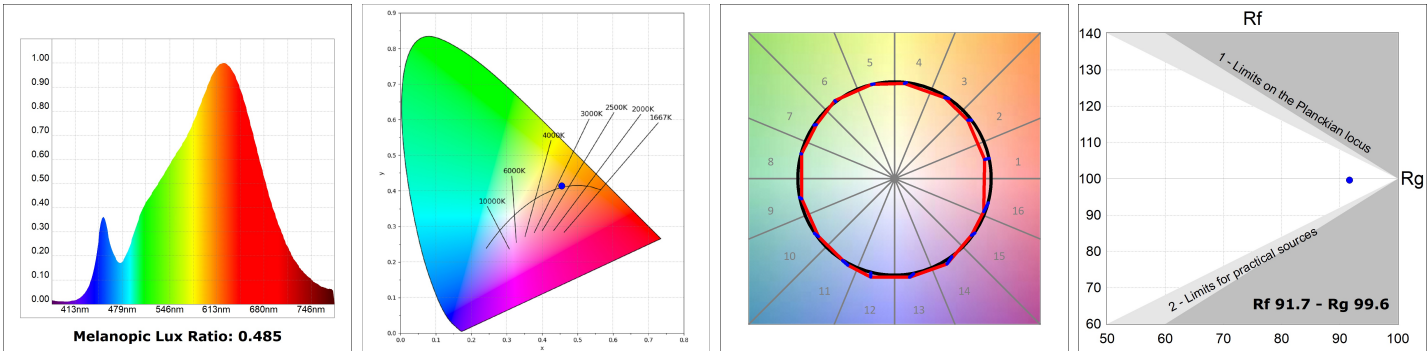 1.00
0.90
0.80
0.70
0.60
0.50
0.40
0.30
0.20
0.10
0.00
413nm 479nm 546nm 613nm 680nm 746nm
Melanopic Lux Ratio: 0.485
0.9
0.8
0.7
0.6
0.5
0.4
0.3
0.2
0.1
0.0
y
0.0 0.1 0.2 0.3 0.4 0.5 0.6 0.7 0.8
x
10000K
6000K
4000K
3000K
2500K
2000K
1667K
1
2
3
4
5
6
7
8
9
10
11
12
13
14
15
16
Rf
140
130
120
110
100
90
80
70
60
50 60 70 80 90 100
Rg
1 - Limits on the Planckian locus
2 - Limits for practical sources
Rf 91.7 - Rg 99.6